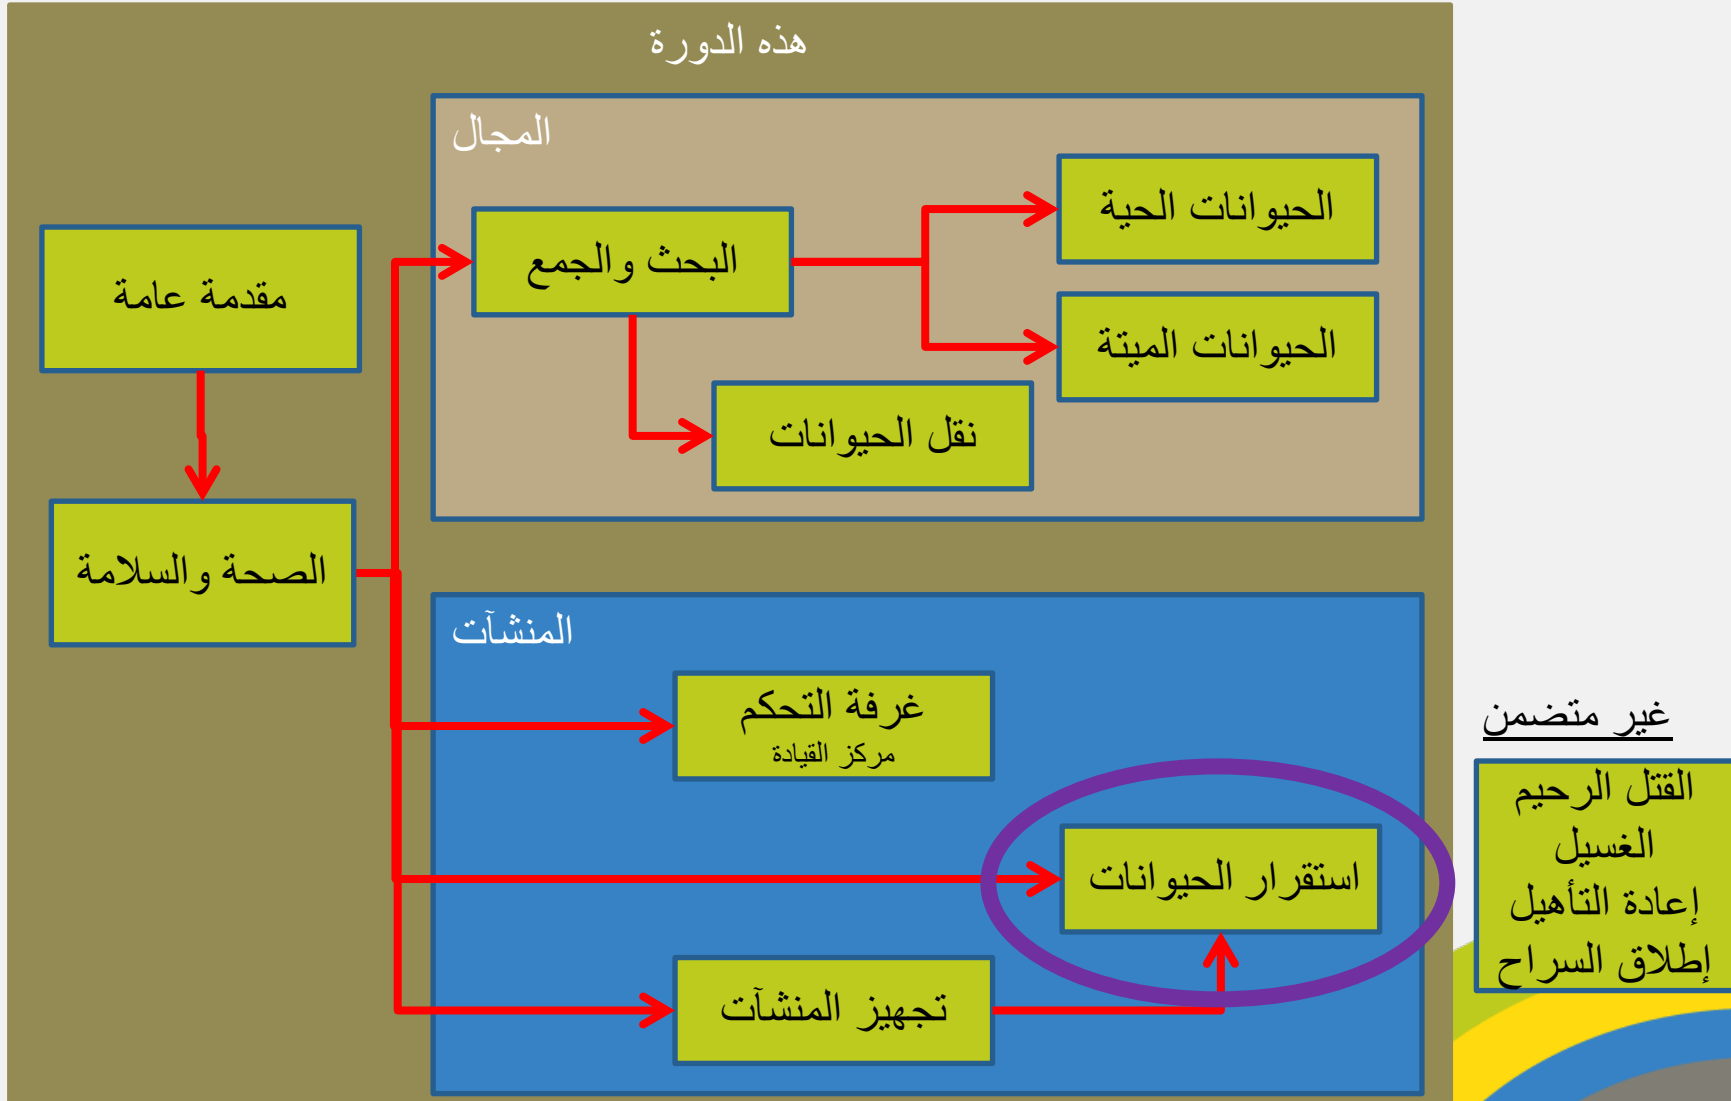 هذه الدورة
المجال
الحيوانات الحية
البحث والجمع
مقدمة عامة
الحيوانات الميتة
نقل الحيوانات
الصحة والسلامة
المنشآت
غرفة التحكم
مركز القيادة
استقرار الحيوانات
تجهيز المنشآت
غير متضمن
القتل الرحيم
الغسيل
إعادة التأهيل
إطلاق السراح